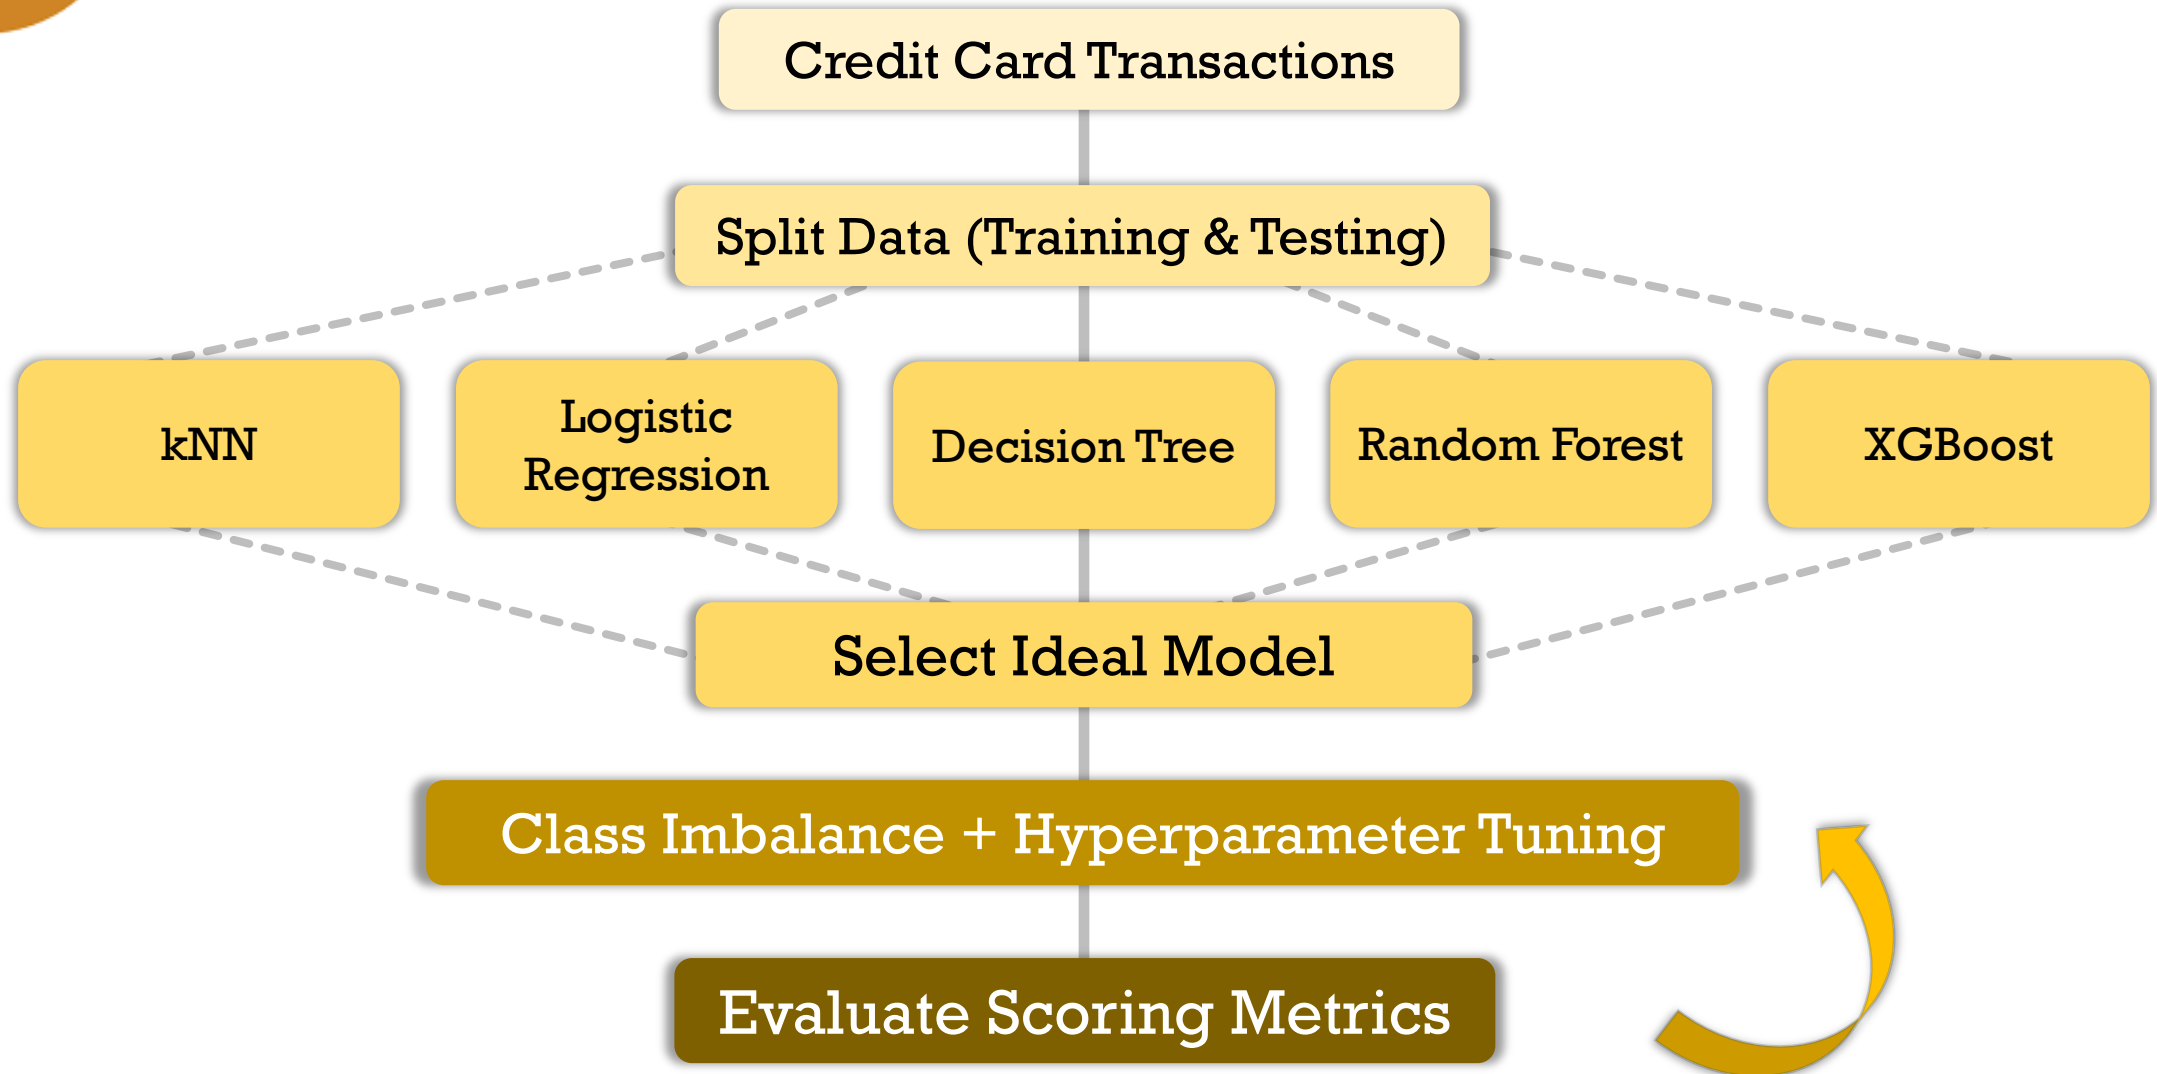 Credit Card Transactions
Split Data (Training & Testing)
kNN
Logistic
Regression
Decision Tree
Random Forest
XGBoost
Select Ideal Model
Class Imbalance + Hyperparameter Tuning
Evaluate Scoring Metrics